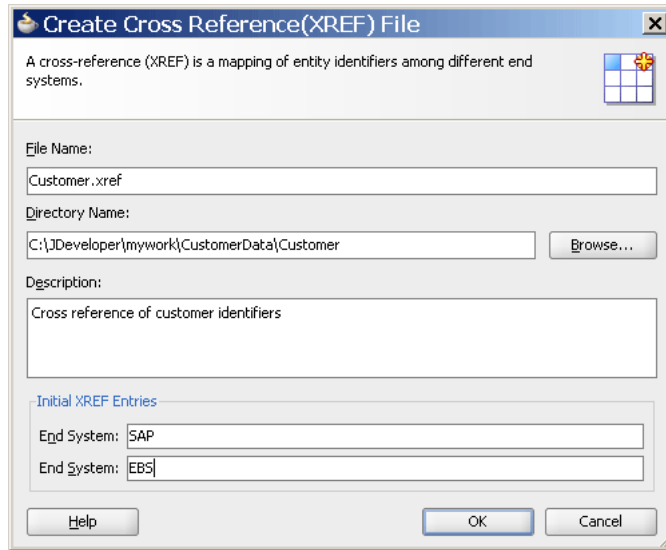 Create Cross Reference(XREF) File
A cross-reference (XREF) is a mapping of entity identifiers among different end
systems.
File Name:
Customer.xref
Directory Name:
C:\JDeveloper\mywork\CustomerData\Customer
Browse...
Description:
Cross reference of customer identifiers
Initial XREF Entries
End System: SAP
End System: EBS
Help
OK
Cancel